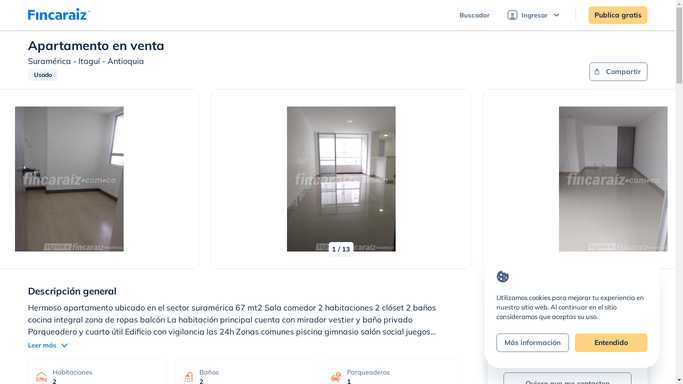 Fincaraiz
Buscador
Ingresar
Publica gratis
Apartamento en venta
Suramérica - Itaguí - Antioquia
Usado
Compartir
fincaraiz.com.co
fincaraiz.com.co
fincaraiz.com.co
1 / 13
Descripción general
Hermoso apartamento ubicado en el sector suramérica 67 mt2 Sala comedor 2 habitaciones 2 clóset 2 baños
cocina integral zona de ropas balcón La habitación principal cuenta con mirador vestier y baño privado
Parqueadero y cuarto útil Edificio con vigilancia las 24h Zonas comunes piscina gimnasio salón social juegos...
Leer más
Habitaciones
2
Baños
2
Parqueaderos
1
Utilizamos cookies para mejorar tu experiencia en
nuestro sitio web. Al continuar en el sitio
consideramos que aceptas su uso.
Más información
Entendido
Quiero que me contacten